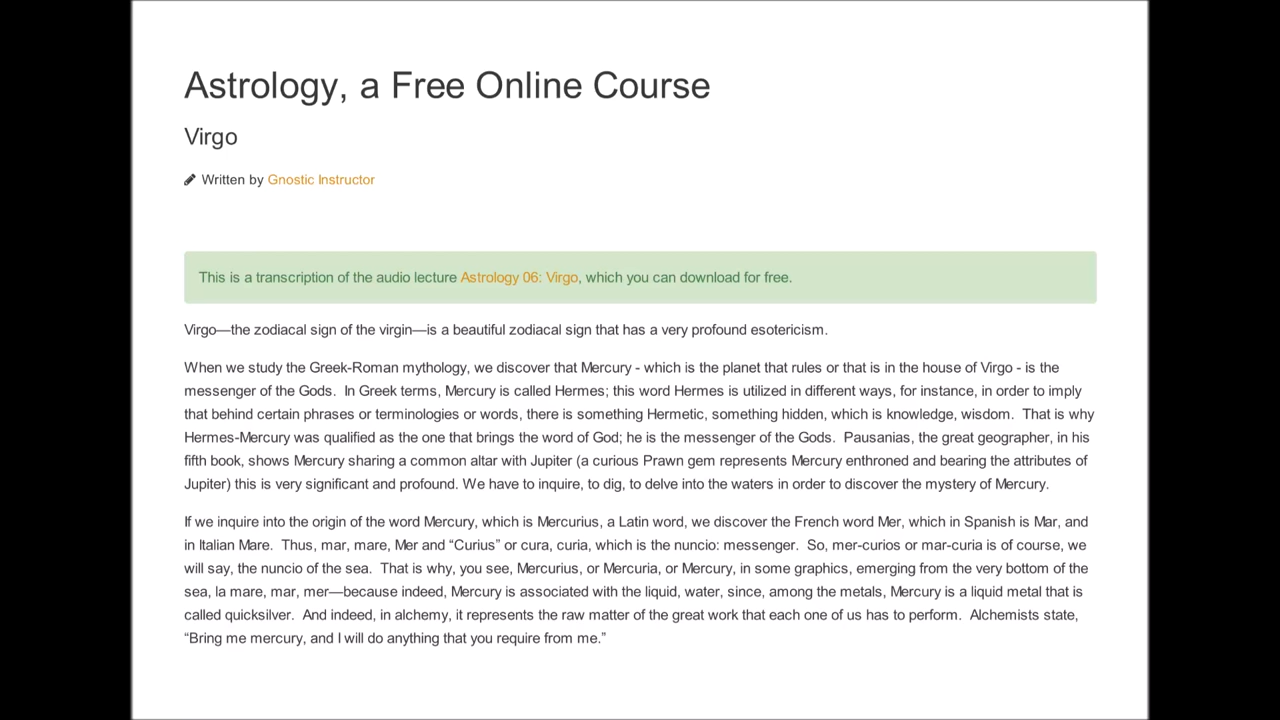 Astrology, a Free Online Course
Virgo
Written by Gnostic Instructor
This is a transcription of the audio lecture Astrology 06: Virgo, which you can download for free.
Virgo—the zodiacal sign of the virgin—is a beautiful zodiacal sign that has a very profound esotericism.
When we study the Greek-Roman mythology, we discover that Mercury - which is the planet that rules or that is in the house of Virgo - is the
messenger of the Gods.  In Greek terms, Mercury is called Hermes; this word Hermes is utilized in different ways, for instance, in order to imply
that behind certain phrases or terminologies or words, there is something Hermetic, something hidden, which is knowledge, wisdom.  That is why
Hermes-Mercury was qualified as the one that brings the word of God; he is the messenger of the Gods.  Pausanias, the great geographer, in his
fifth book, shows Mercury sharing a common altar with Jupiter (a curious Prawn gem represents Mercury enthroned and bearing the attributes of
Jupiter) this is very significant and profound. We have to inquire, to dig, to delve into the waters in order to discover the mystery of Mercury.
If we inquire into the origin of the word Mercury, which is Mercurius, a Latin word, we discover the French word Mer, which in Spanish is Mar, and
in Italian Mare.  Thus, mar, mare, Mer and “Curius” or cura, curia, which is the nuncio: messenger.  So, mer-curios or mar-curia is of course, we
will say, the nuncio of the sea.  That is why, you see, Mercurius, or Mercuria, or Mercury, in some graphics, emerging from the very bottom of the
sea, la mare, mar, mer—because indeed, Mercury is associated with the liquid, water, since, among the metals, Mercury is a liquid metal that is
called quicksilver.  And indeed, in alchemy, it represents the raw matter of the great work that each one of us has to perform.  Alchemists state,
“Bring me mercury, and I will do anything that you require from me.”